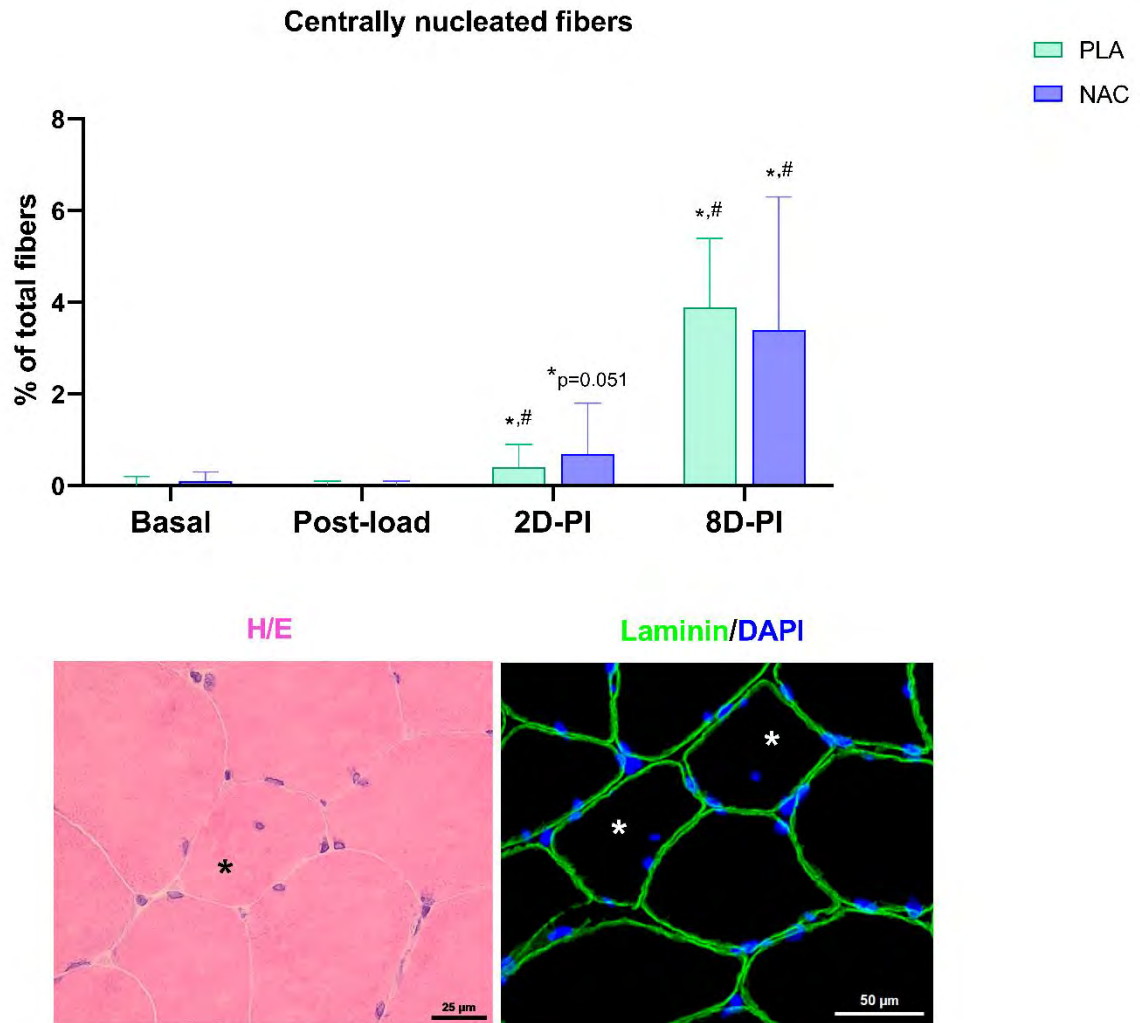 Centrally nucleated fibers
PLA
NAC
% of total fibers
8
6
4
2
0
*,#
*p=0.051
*,#
*,#
Basal
Post-load
2D-PI
8D-PI
H/E
Laminin/DAPI
*
25 µm
*
*
50 µm